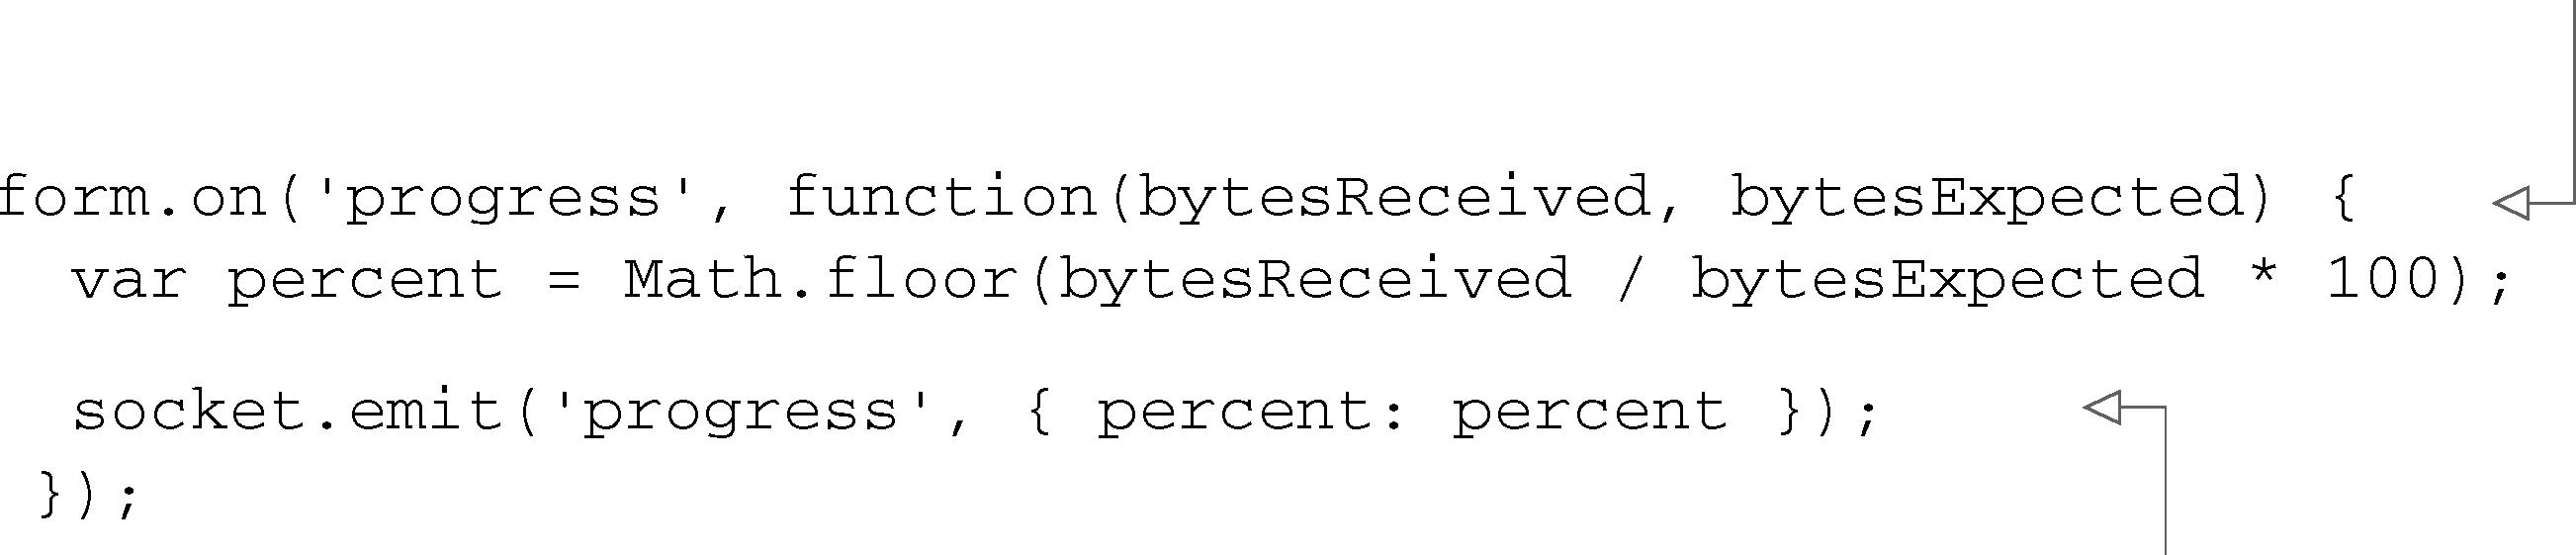 form.on('progress', function(bytesReceived, bytesExpected) {
  var percent = Math.floor(bytesReceived / bytesExpected * 100);
  socket.emit('progress', { percent: percent });
 });